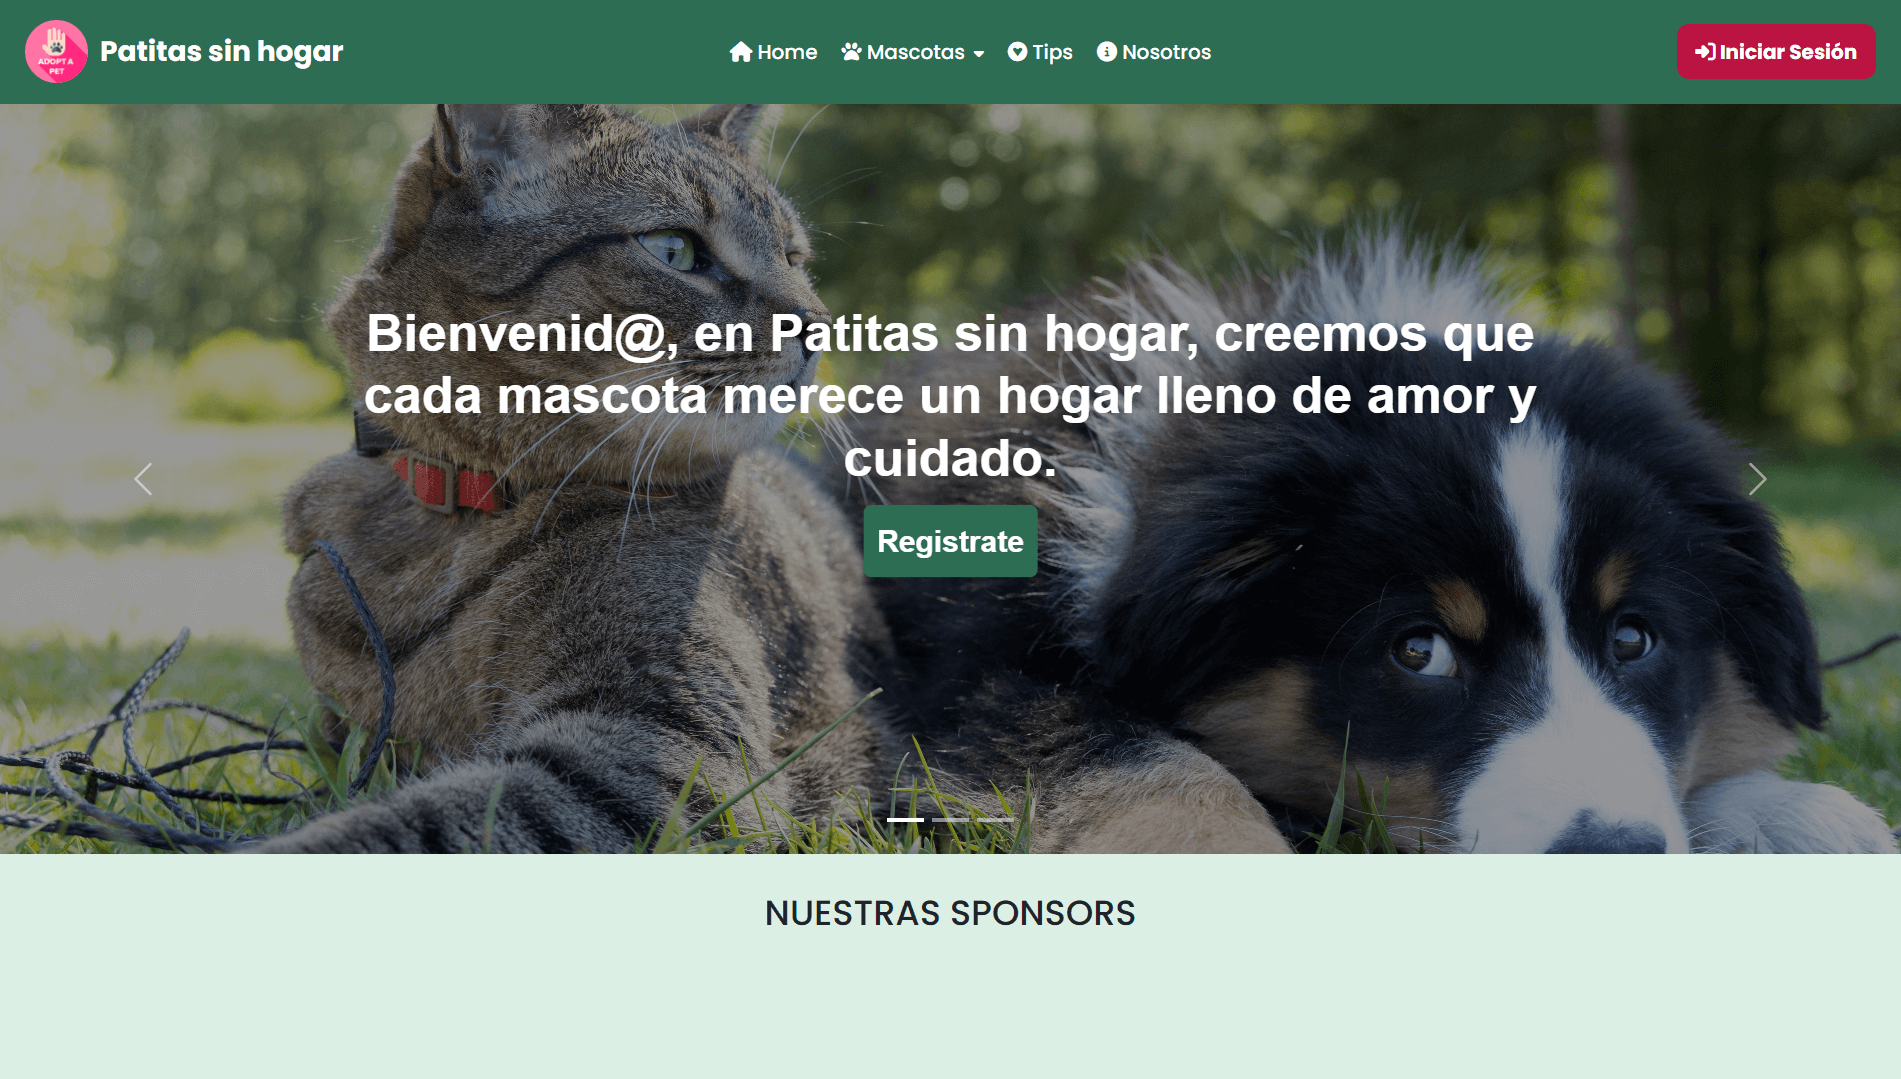 ADOPT A
PET
Patitas sin hogar
Home
Mascotas
Tips
Nosotros
Iniciar Sesión
Bienvenid@, en Patitas sin hogar, creemos que
cada mascota merece un hogar lleno de amor y
cuidado.
Registrate
NUESTRAS SPONSORS